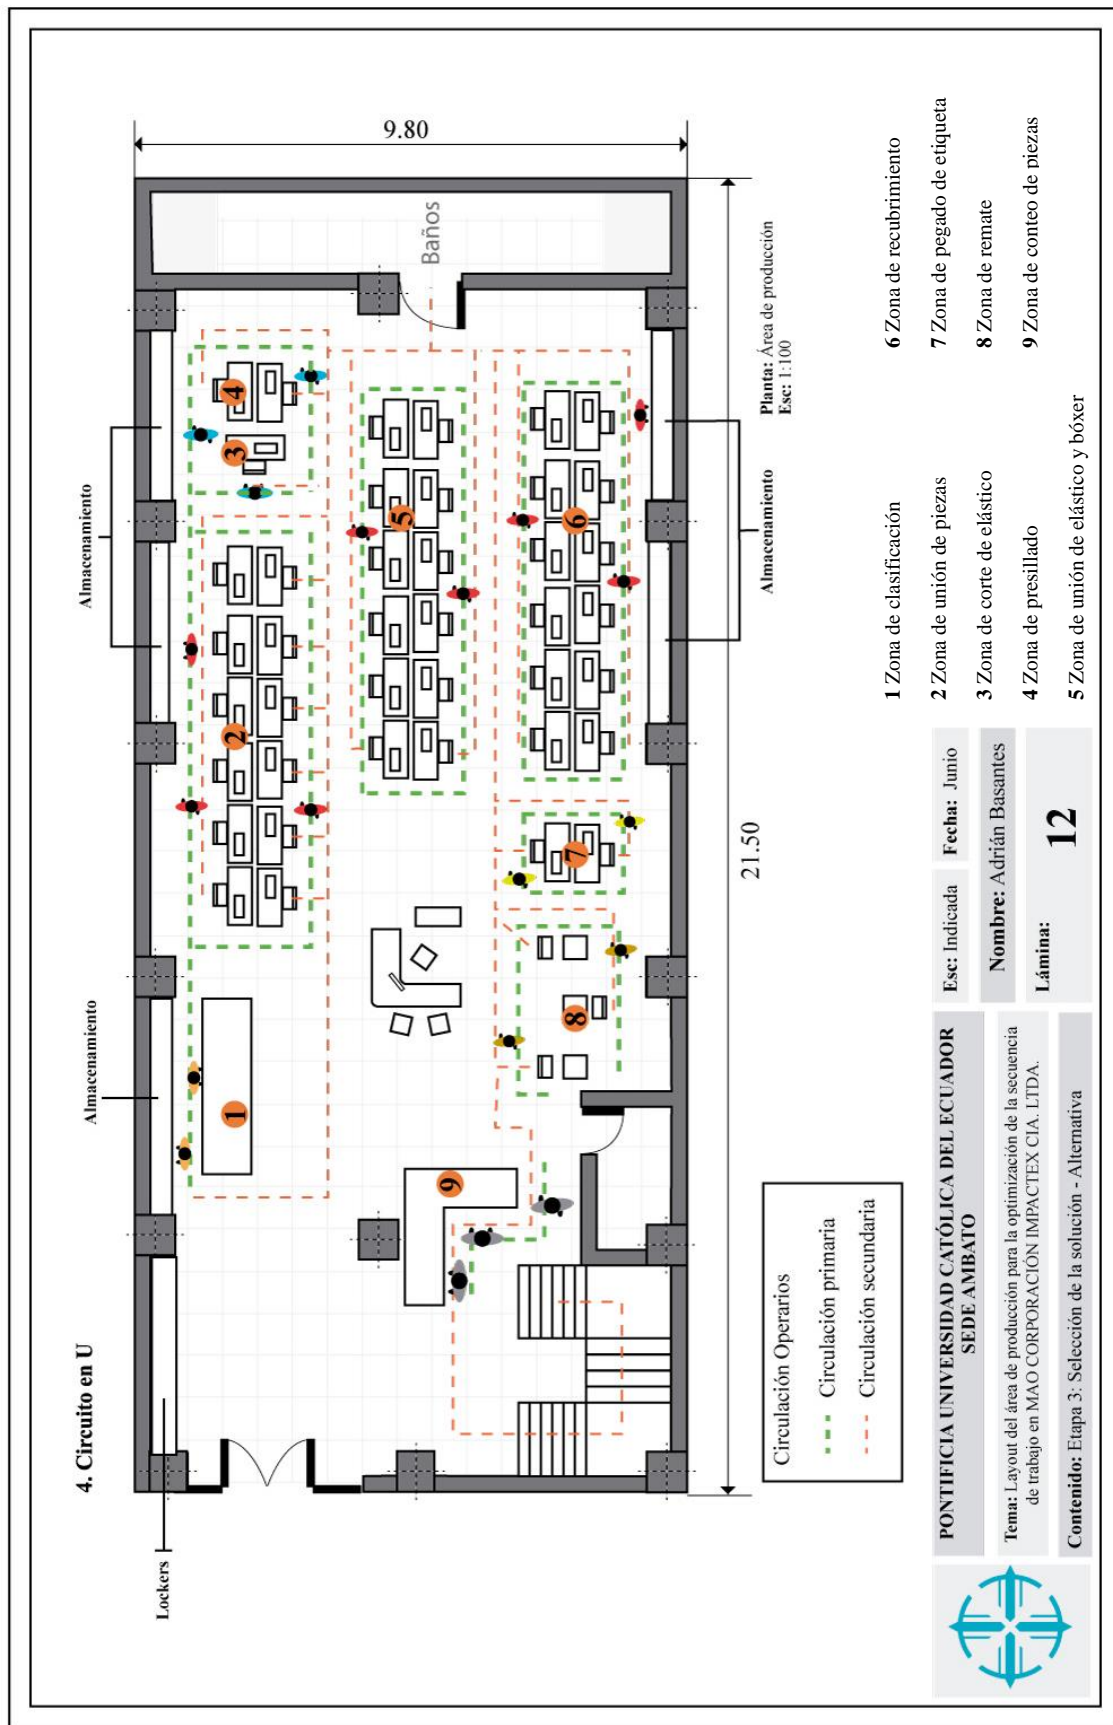 4. Circuito en U
Lockers
Almacenamiento
Almacenamiento
9.80
Baños
1
2
3
4
5
6
7
8
9
21.50
Almacenamiento
Planta: Área de producción
Esc: 1:100
Circulación Operarios
Circulación primaria
Circulación secundaria
1 Zona de clasificación
2 Zona de unión de piezas
3 Zona de corte de elástico
4 Zona de presillado
5 Zona de unión de elástico y bóxer
6 Zona de recubrimiento
7 Zona de pegado de etiqueta
8 Zona de remate
9 Zona de conteo de piezas
PONTIFICIA UNIVERSIDAD CATÓLICA DEL ECUADOR
SEDE AMBATO
Tema: Layout del área de producción para la optimización de la secuencia
de trabajo en MAO CORPORACIÓN IMPACTEX CIA. LTDA.
Contenido: Etapa 3: Selección de la solución - Alternativa
Esc: Indicada
Fecha: Junio
Nombre: Adrián Basantes
Lámina:
12